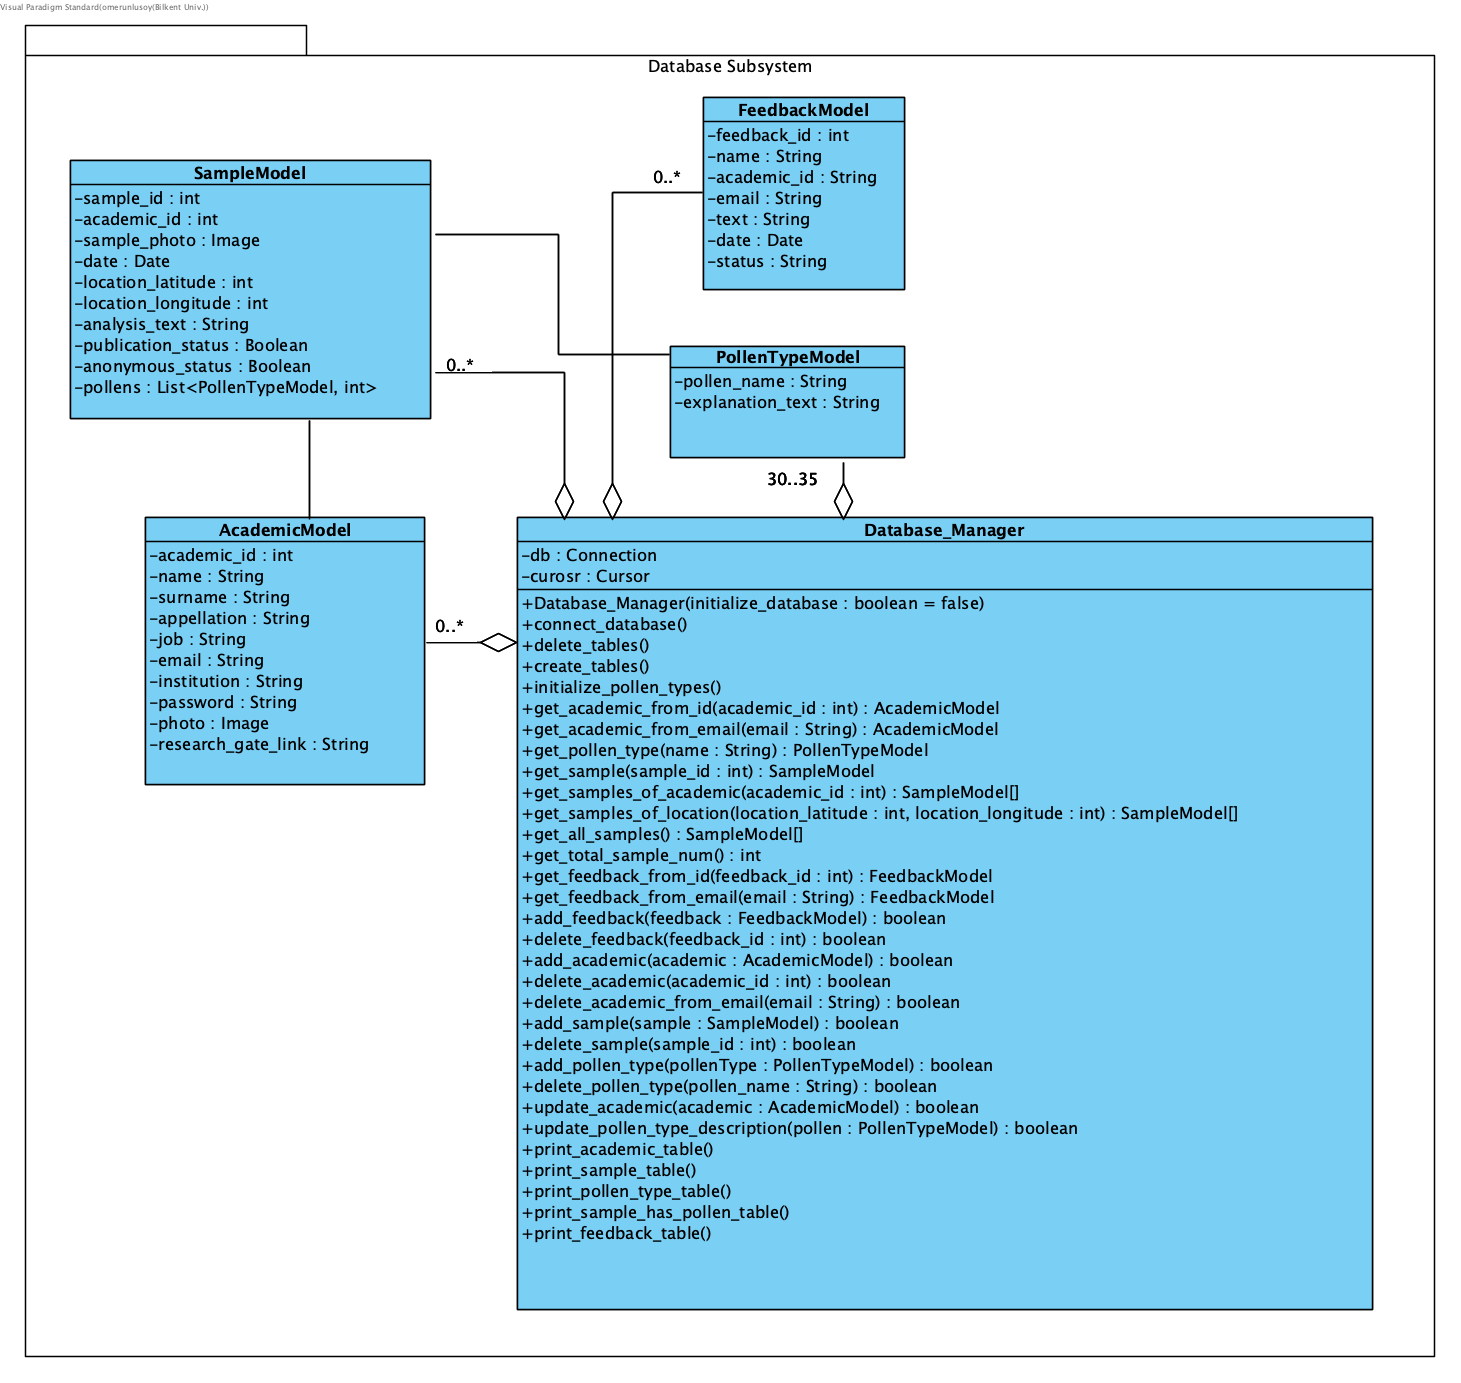 Visual Paradigm Standard(omerunlusoy(Bilkent Univ.))
Database Subsystem
FeedbackModel
-feedback_id : int
-name : String
-academic_id : String
-email : String
-text : String
-date : Date
-status : String
0..*
SampleModel
-sample_id : int
-academic_id : int
-sample_photo : Image
-date : Date
-location_latitude : int
-location_longitude : int
-analysis_text : String
-publication_status : Boolean
-anonymous_status : Boolean
-pollens : List<PollenTypeModel, int>
0..*
PollenTypeModel
-pollen_name : String
-explanation_text : String
30..35
AcademicModel
-academic_id : int
-name : String
-surname : String
-appellation : String
-job : String
-email : String
-institution : String
-password : String
-photo : Image
-research_gate_link : String
0..*
Database_Manager
-db : Connection
-curosr : Cursor
+Database_Manager(initialize_database : boolean = false)
+connect_database()
+delete_tables()
+create_tables()
+initialize_pollen_types()
+get_academic_from_id(academic_id : int) : AcademicModel
+get_academic_from_email(email : String) : AcademicModel
+get_pollen_type(name : String) : PollenTypeModel
+get_sample(sample_id : int) : SampleModel
+get_samples_of_academic(academic_id : int) : SampleModel[]
+get_samples_of_location(location_latitude : int, location_longitude : int) : SampleModel[]
+get_all_samples() : SampleModel[]
+get_total_sample_num() : int
+get_feedback_from_id(feedback_id : int) : FeedbackModel
+get_feedback_from_email(email : String) : FeedbackModel
+add_feedback(feedback : FeedbackModel) : boolean
+delete_feedback(feedback_id : int) : boolean
+add_academic(academic : AcademicModel) : boolean
+delete_academic(academic_id : int) : boolean
+delete_academic_from_email(email : String) : boolean
+add_sample(sample : SampleModel) : boolean
+delete_sample(sample_id : int) : boolean
+add_pollen_type(pollenType : PollenTypeModel) : boolean
+delete_pollen_type(pollen_name : String) : boolean
+update_academic(academic : AcademicModel) : boolean
+update_pollen_type_description(pollen : PollenTypeModel) : boolean
+print_academic_table()
+print_sample_table()
+print_pollen_type_table()
+print_sample_has_pollen_table()
+print_feedback_table()